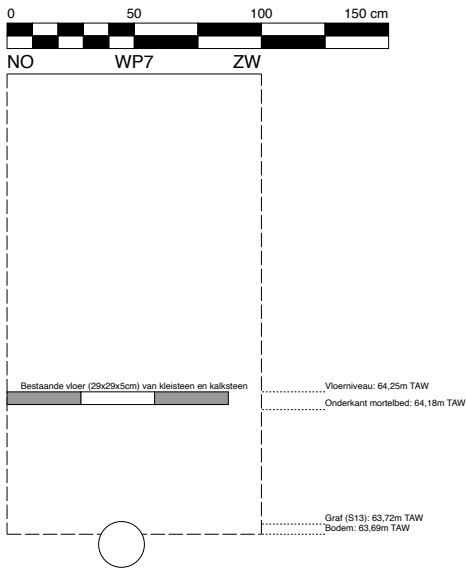 0 50 100 150 cm
NO WP7 ZW
Bestaande vloer (29x29x5cm) van kleisteen en kalksteen
Vloerniveau: 64,25m TAW
Onderkant mortelbed: 64,18m TAW
Graf (S13): 63,72m TAW
Bodem: 63,69m TAW